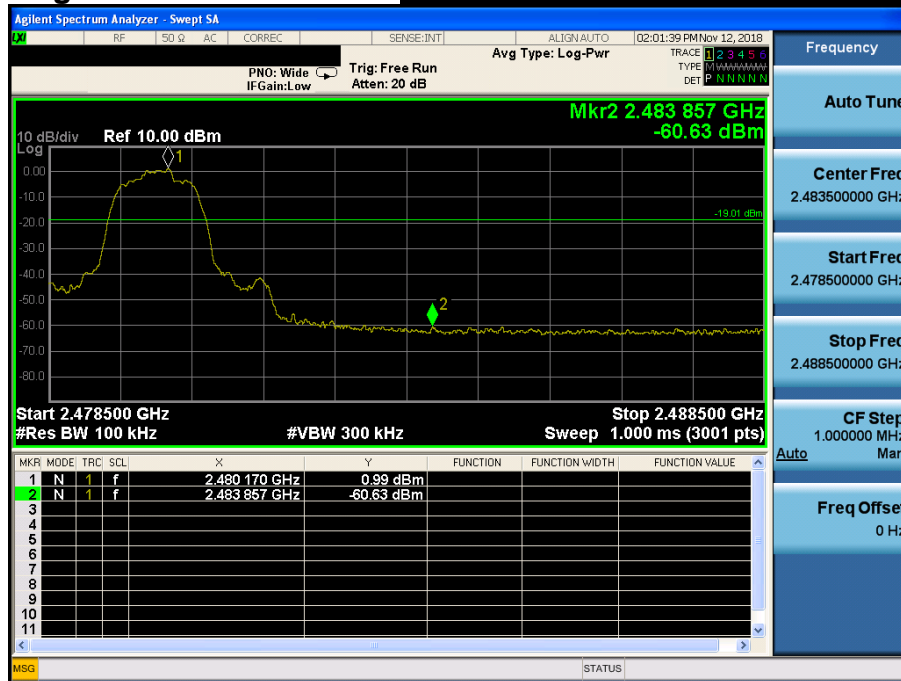 Agilent Spectrum Analyzer - Swept SA
LXI RF 50 Ω AC CORREC SENSE:INT ALIGN AUTO 02:01:39 PM Nov 12, 2018
Frequency
Avg Type: Log-Pwr
TRACE 1 2 3 4 5 6
TYPE M WWWWW
DET P N N N N N
PNO: Wide
IFGain:Low
Trig: Free Run
Atten: 20 dB
Auto Tune
Mkr2 2.483 857 GHz
-60.63 dBm
10 dB/div Ref 10.00 dBm
Log
1
0.00
-10.0
-20.0
-30.0
-40.0
-50.0
-60.0
-70.0
-80.0
-19.01 dBm
2
Center Freq
2.483500000 GHz
Start Freq
2.478500000 GHz
Stop Freq
2.488500000 GHz
Start 2.478500 GHz Stop 2.488500 GHz
#Res BW 100 kHz #VBW 300 kHz Sweep 1.000 ms (3001 pts)
CF Step
1.000000 MHz
Auto Man
MKR MODE TRC SCL X Y FUNCTION FUNCTION WIDTH FUNCTION VALUE
1 N 1 f 2.480 170 GHz 0.99 dBm
2 N 1 f 2.483 857 GHz -60.63 dBm
3
4
5
6
7
8
9
10
11
Freq Offset
0 Hz
MSG STATUS